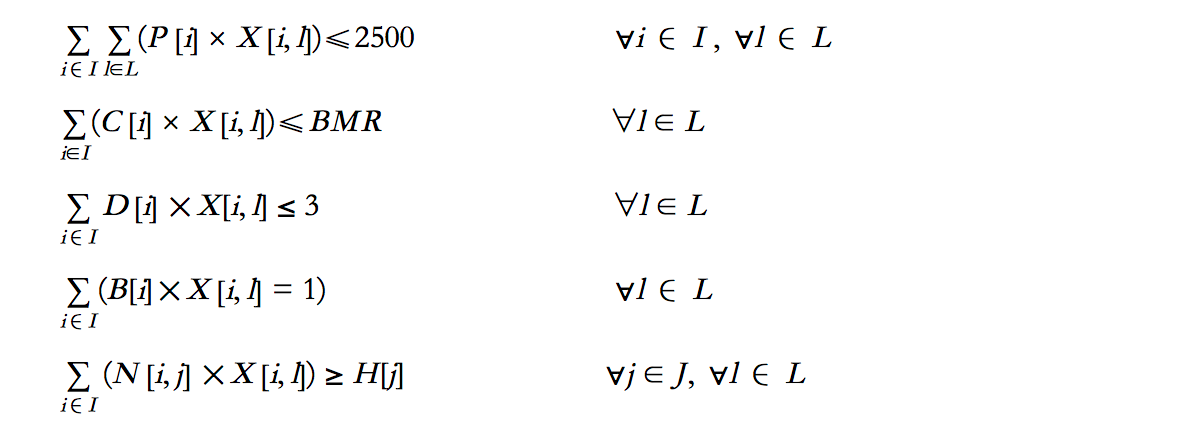 ∑_{i∈I} ∑_{l∈L} (P[i] × X[i, l]) ⩽ 2500 ∀i ∈ I, ∀l ∈ L
∑_{i∈I} (C[i] × X[i, l]) ⩽ BMR ∀l ∈ L
∑_{i∈I} D[i] × X[i, l] ≤ 3 ∀l ∈ L
∑_{i∈I} (B[i] × X[i, l] = 1) ∀l ∈ L
∑_{i∈I} (N[i, j] × X[i, l]) ≥ H[j] ∀j ∈ J, ∀l ∈ L